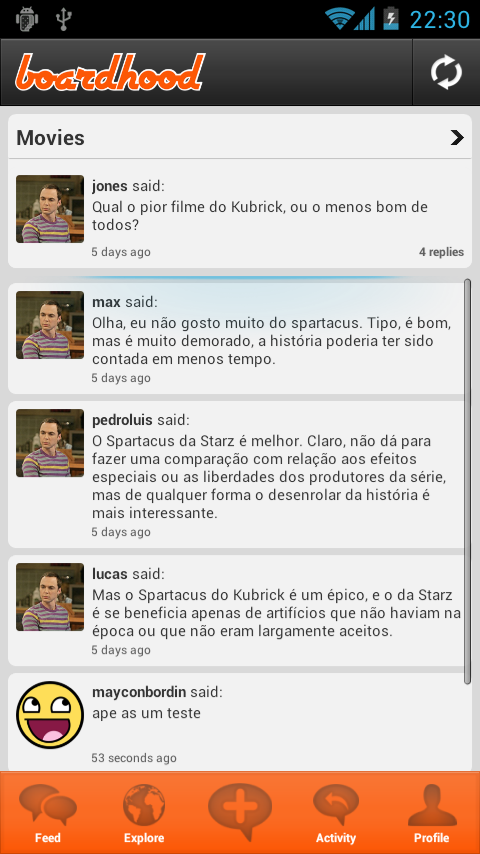 22:30
boardhood
Movies
jones said:
Qual o pior filme do Kubrick, ou o menos bom de
todos?
5 days ago
4 replies
max said:
Olha, eu não gosto muito do spartacus. Tipo, é bom,
mas é muito demorado, a história poderia ter sido
contada em menos tempo.
5 days ago
pedroluis said:
O Spartacus da Starz é melhor. Claro, não dá para
fazer uma comparação com relação aos efeitos
especiais ou as liberdades dos produtores da série,
mas de qualquer forma o desenrolar da história é
mais interessante.
5 days ago
lucas said:
Mas o Spartacus do Kubrick é um épico, e o da Starz
é se beneficia apenas de artifícios que não haviam na
época ou que não eram largamente aceitos.
5 days ago
mayconbordin said:
ape as um teste
53 seconds ago
Feed
Explore
Activity
Profile